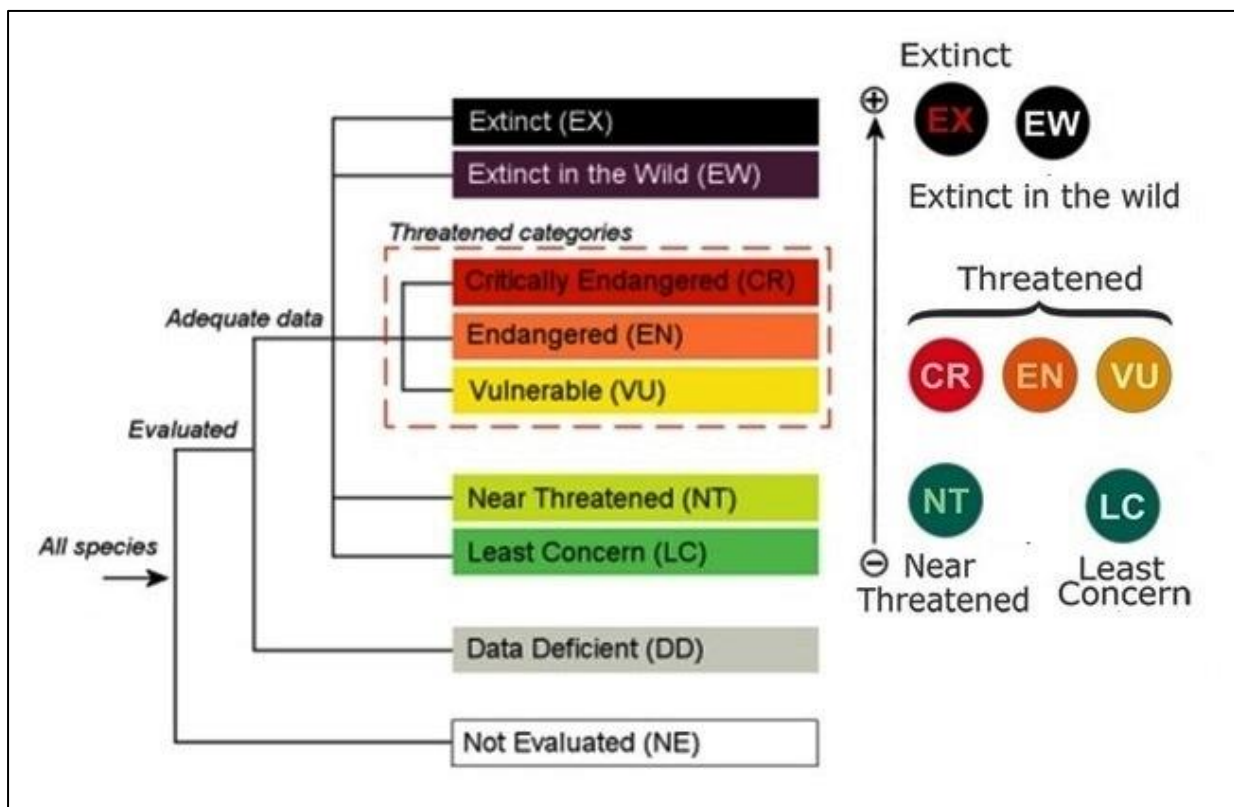 Extinct (EX)
Extinct in the Wild (EW)
Threatened categories
Critically Endangered (CR)
Adequate data
Endangered (EN)
Vulnerable (VU)
Evaluated
Near Threatened (NT)
All species
Least Concern (LC)
Data Deficient (DD)
Not Evaluated (NE)
+
Extinct
EX
EW
Extinct in the wild
Threatened
CR
EN
VU
NT
LC
−
Near
Threatened
Least
Concern